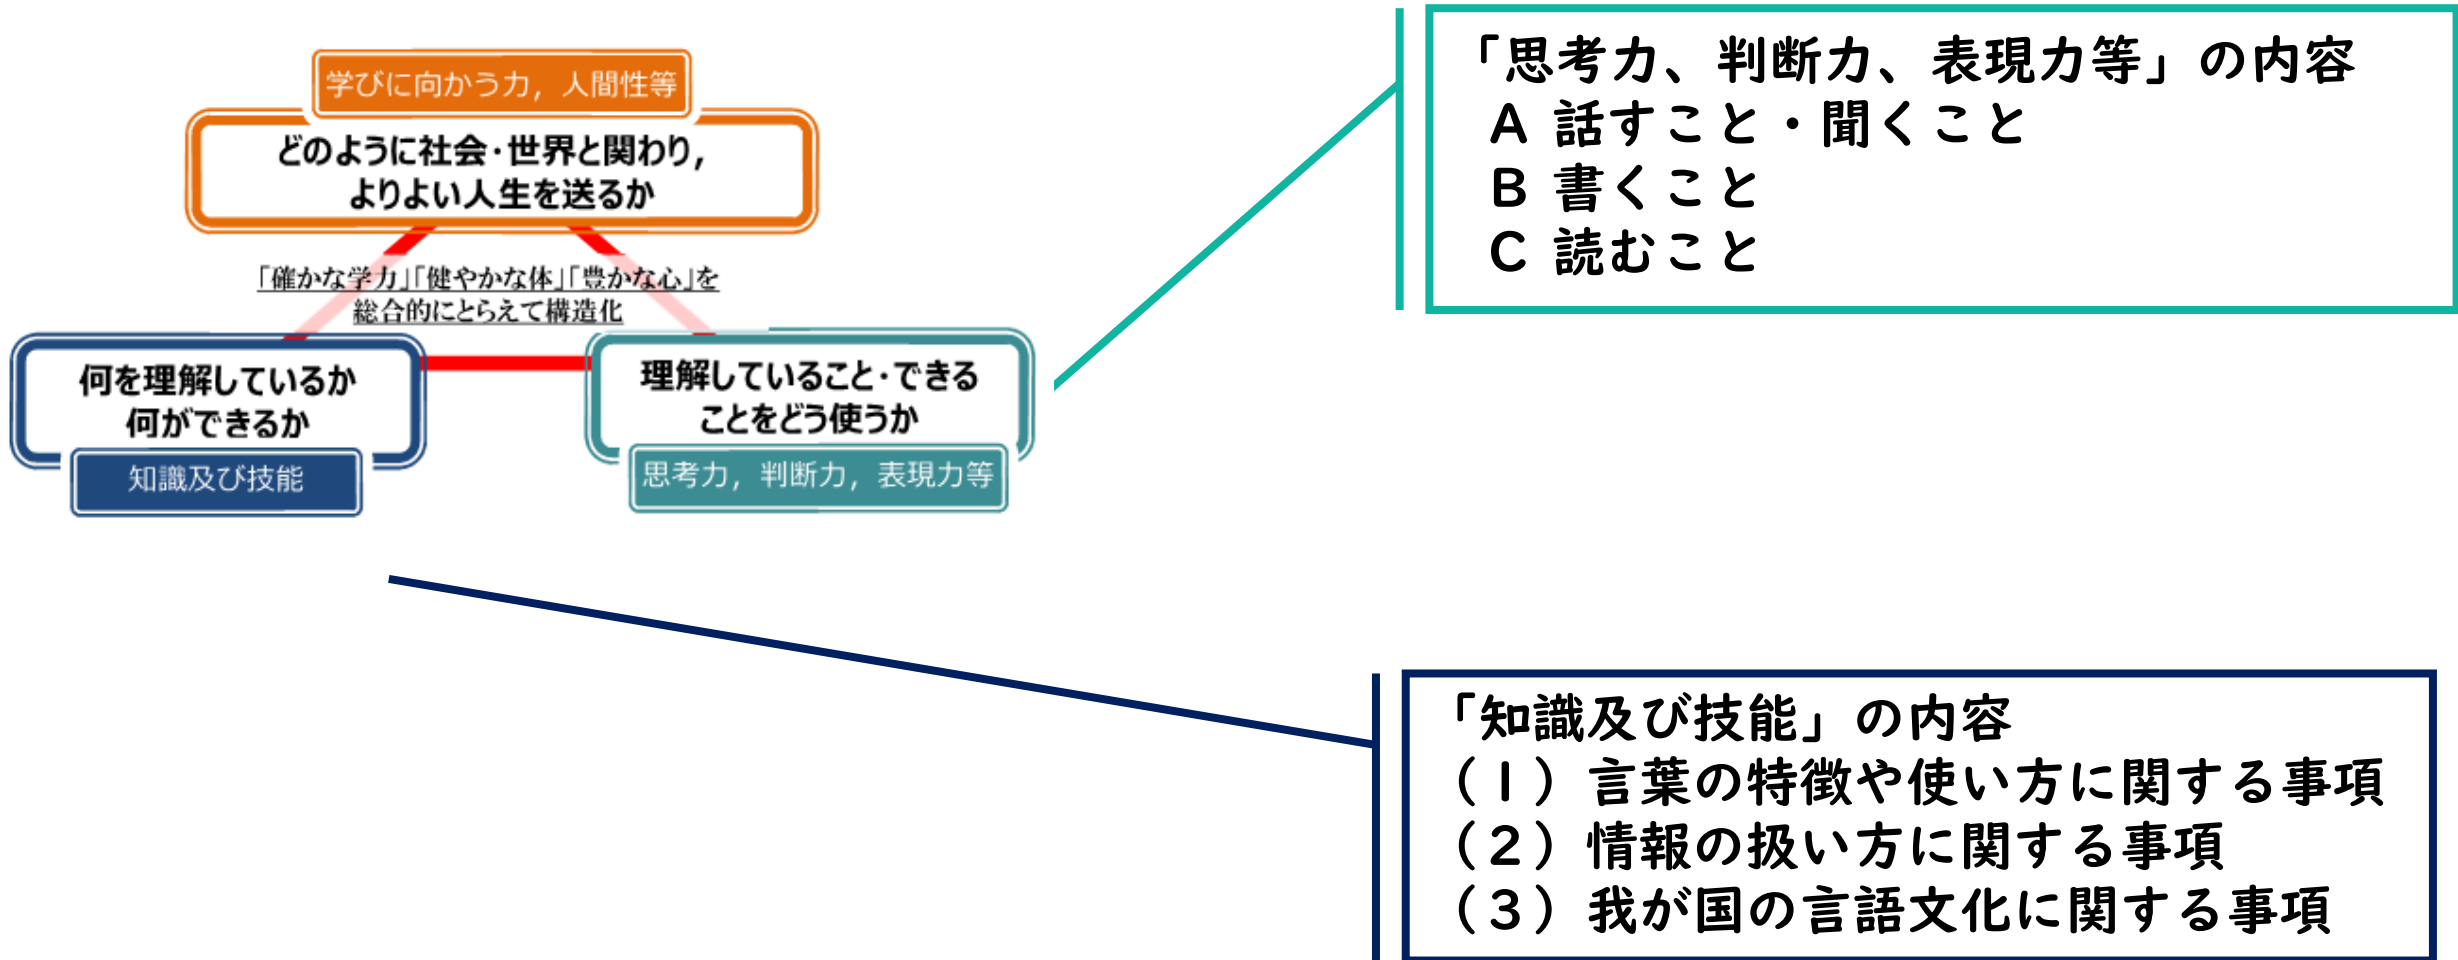 学びに向かう力，人間性等
どのように社会・世界と関わり，
よりよい人生を送るか
「確かな学力」「健やかな体」「豊かな心」を
総合的にとらえて構造化
何を理解しているか
何ができるか
知識及び技能
理解していること・できる
ことをどう使うか
思考力，判断力，表現力等
「思考力、判断力、表現力等」の内容
A 話すこと・聞くこと
B 書くこと
C 読むこと
「知識及び技能」の内容
（１）言葉の特徴や使い方に関する事項
（２）情報の扱い方に関する事項
（３）我が国の言語文化に関する事項